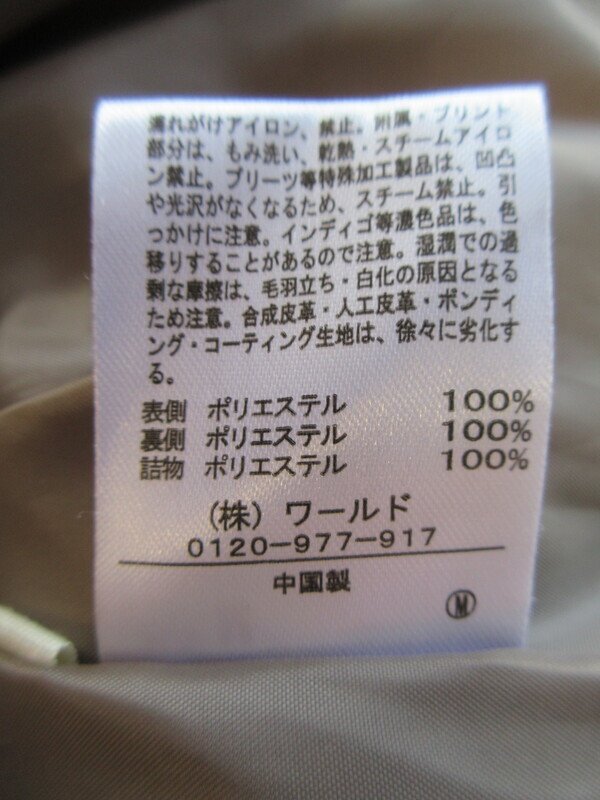 濡れがけアイロン、禁止。附属・プリント
部分は、もみ洗い、乾熱・スチームアイロ
ン禁止。プリーツ等特殊加工製品は、凹凸
や光沢がなくなるため、スチーム禁止。引
っかけに注意。インディゴ等濃色品は、色
移りすることがあるので注意。湿潤での過
剰な摩擦は、毛羽立ち・白化の原因となる
ため注意。合成皮革・人工皮革・ボンディ
ング・コーティング生地は、徐々に劣化す
る。
表側 ポリエステル 100%
裏側 ポリエステル 100%
詰物 ポリエステル 100%
(株) ワールド
0120-977-917
中国製
M